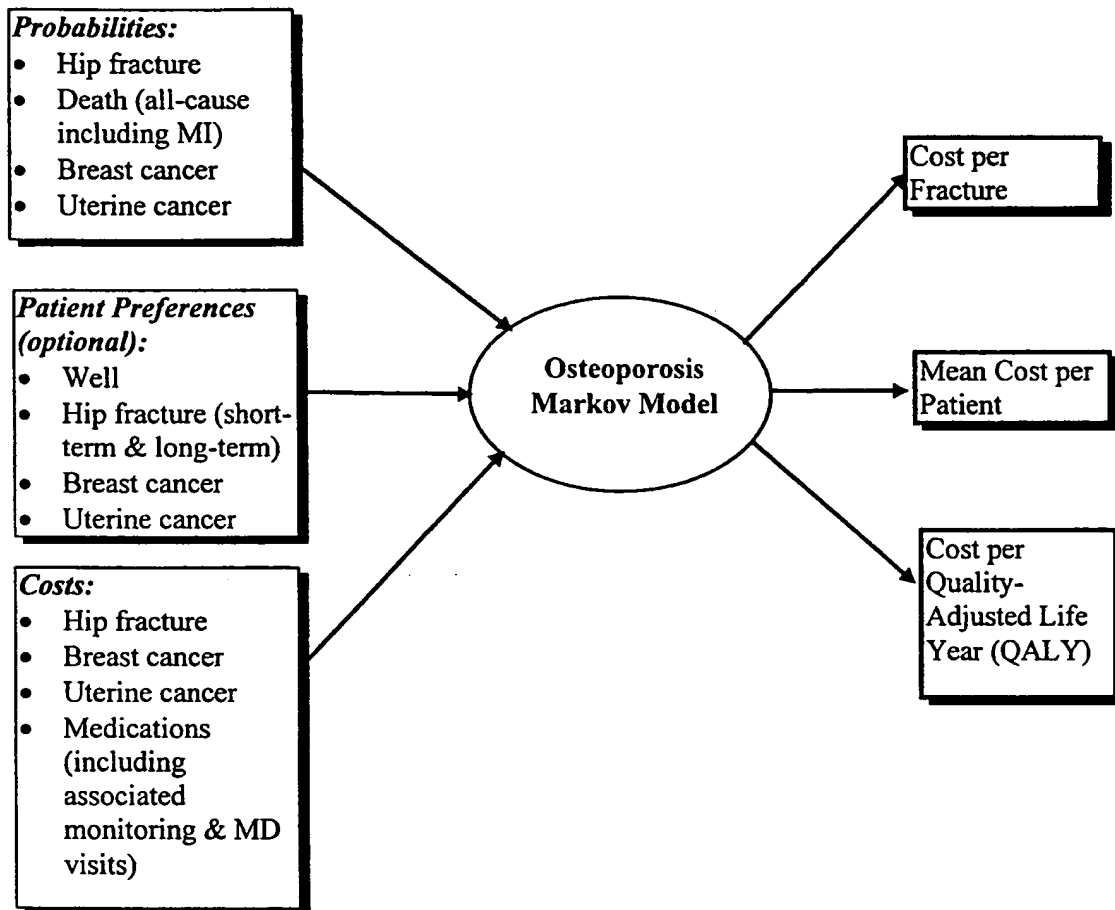 Probabilities:
• Hip fracture
• Death (all-cause
including MI)
• Breast cancer
• Uterine cancer
Patient Preferences
(optional):
• Well
• Hip fracture (short-
term & long-term)
• Breast cancer
• Uterine cancer
Costs:
• Hip fracture
• Breast cancer
• Uterine cancer
• Medications
(including
associated
monitoring & MD
visits)
Osteoporosis
Markov Model
Cost per
Fracture
Mean Cost per
Patient
Cost per
Quality-
Adjusted Life
Year (QALY)